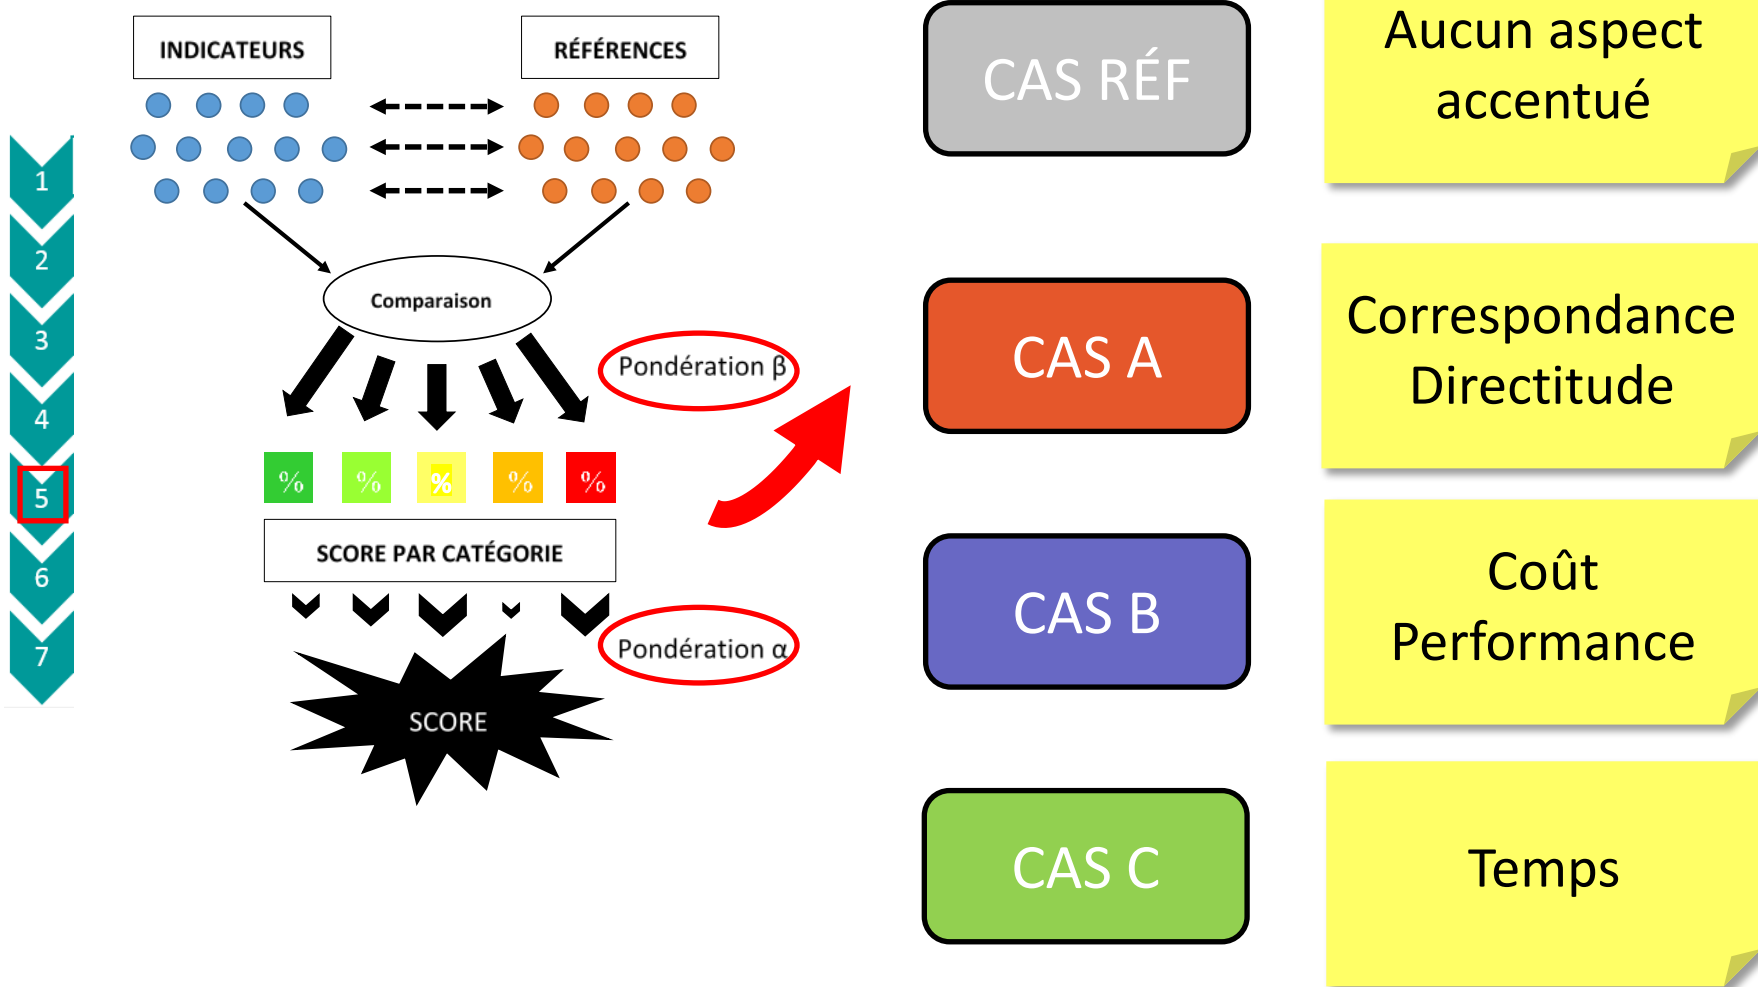 INDICATEURS
RÉFÉRENCES
1
2
3
4
5
6
7
Comparaison
Pondération β
% % % % %
SCORE PAR CATÉGORIE
Pondération α
SCORE
CAS RÉF
Aucun aspect
accentué
CAS A
Correspondance
Directitude
CAS B
Coût
Performance
CAS C
Temps